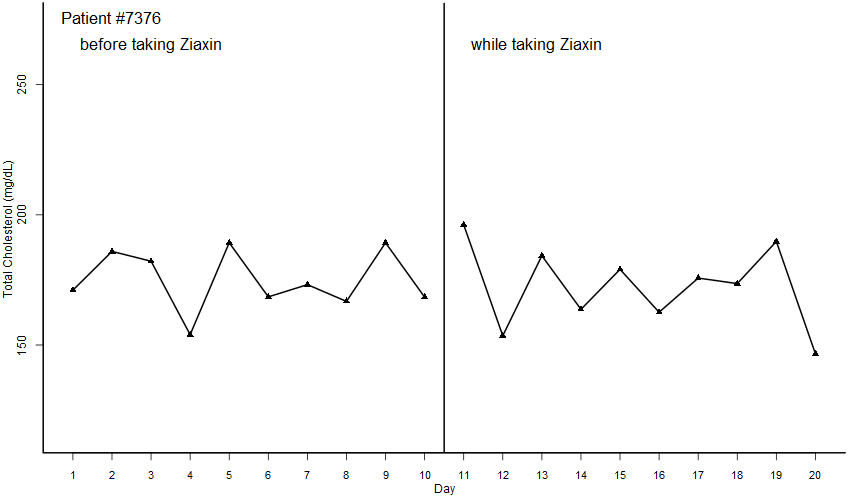 Patient #7376
before taking Ziaxin
while taking Ziaxin
250
200
150
Total Cholesterol (mg/dL)
1 2 3 4 5 6 7 8 9 10 11 12 13 14 15 16 17 18 19 20
Day